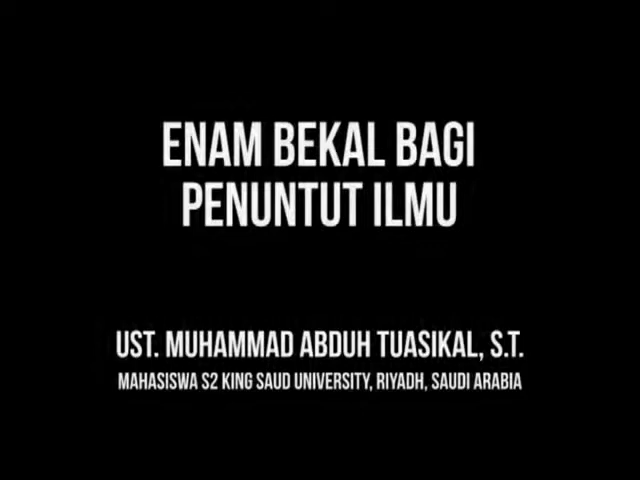 ENAM BEKAL BAGI
PENUNTUT ILMU
UST. MUHAMMAD ABDUH TUASIKAL, S.T.
MAHASISWA S2 KING SAUD UNIVERSITY, RIYADH, SAUDI ARABIA